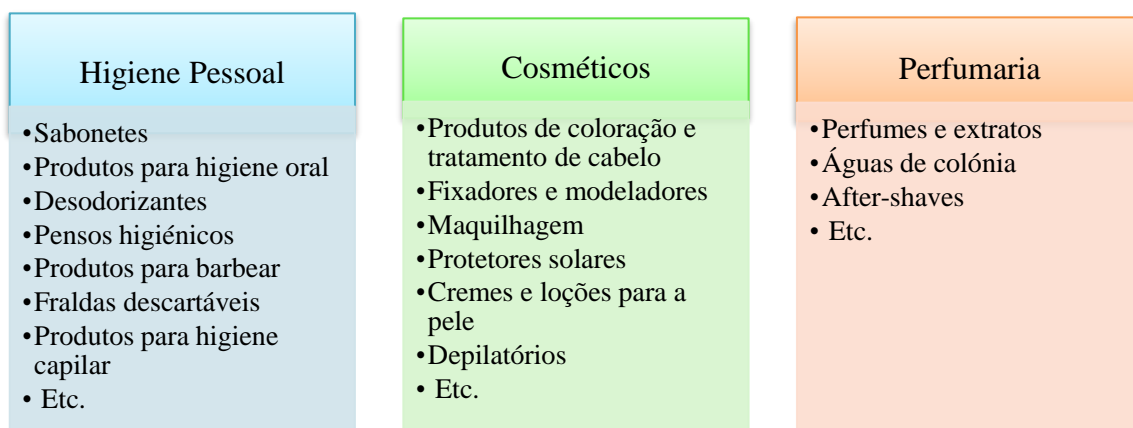 Higiene Pessoal
•Sabonetes
•Produtos para higiene oral
•Desodorizantes
•Pensos higiénicos
•Produtos para barbear
•Fraldas descartáveis
•Produtos para higiene
capilar
• Etc.
Cosméticos
•Produtos de coloração e
tratamento de cabelo
•Fixadores e modeladores
•Maquilhagem
•Protetores solares
•Cremes e loções para a
pele
•Depilatórios
• Etc.
Perfumaria
•Perfumes e extratos
•Águas de colónia
•After-shaves
• Etc.